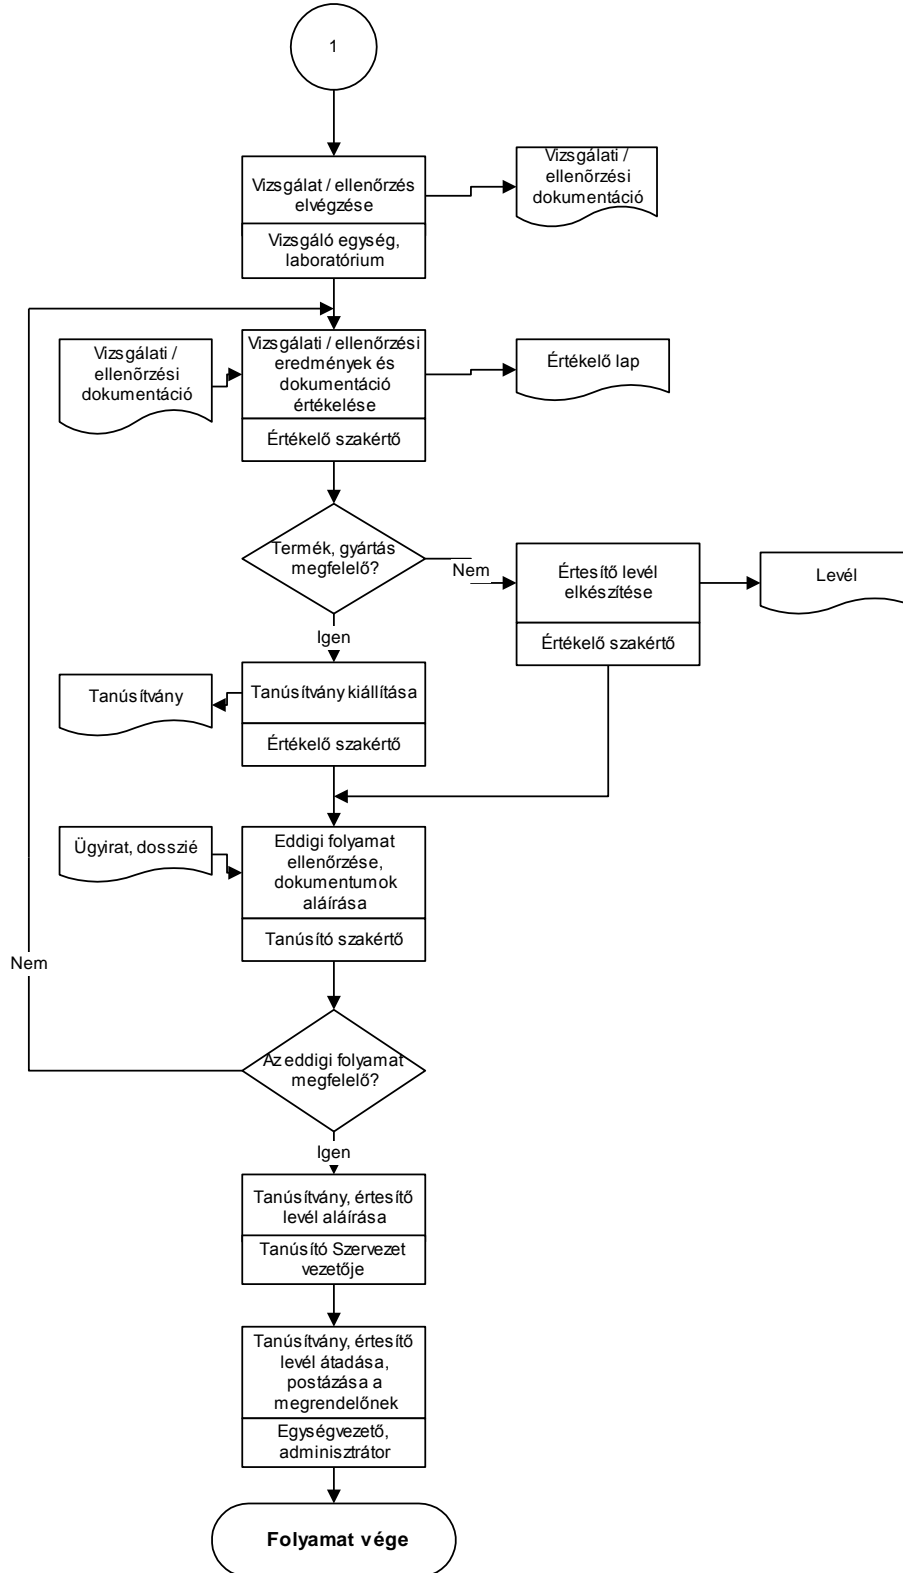 1
Vizsgálat / ellenőrzés
elvégzése
Vizsgáló egység,
laboratórium
Vizsgálati /
ellenőrzési
dokumentáció
Vizsgálati /
ellenõrzési
dokumentáció
Vizsgálati / ellenőrzési
eredmények és
dokumentáció
értékelése
Értékelő szakértő
Értékelő lap
Termék, gyártás
megfelelő?
Nem
Értesítő levél
elkészítése
Értékelő szakértő
Levél
Igen
Tanúsítvány
Tanúsítvány kiállítása
Értékelő szakértő
Ügyirat, dosszié
Eddigi folyamat
ellenőrzése,
dokumentumok
aláírása
Tanúsító szakértő
Nem
Az eddigi folyamat
megfelelő?
Igen
Tanúsítvány, értesítő
levél aláírása
Tanúsító Szervezet
vezetője
Tanúsítvány, értesítő
levél átadása,
postázása a
megrendelőnek
Egységvezető,
adminisztrátor
Folyamat vége